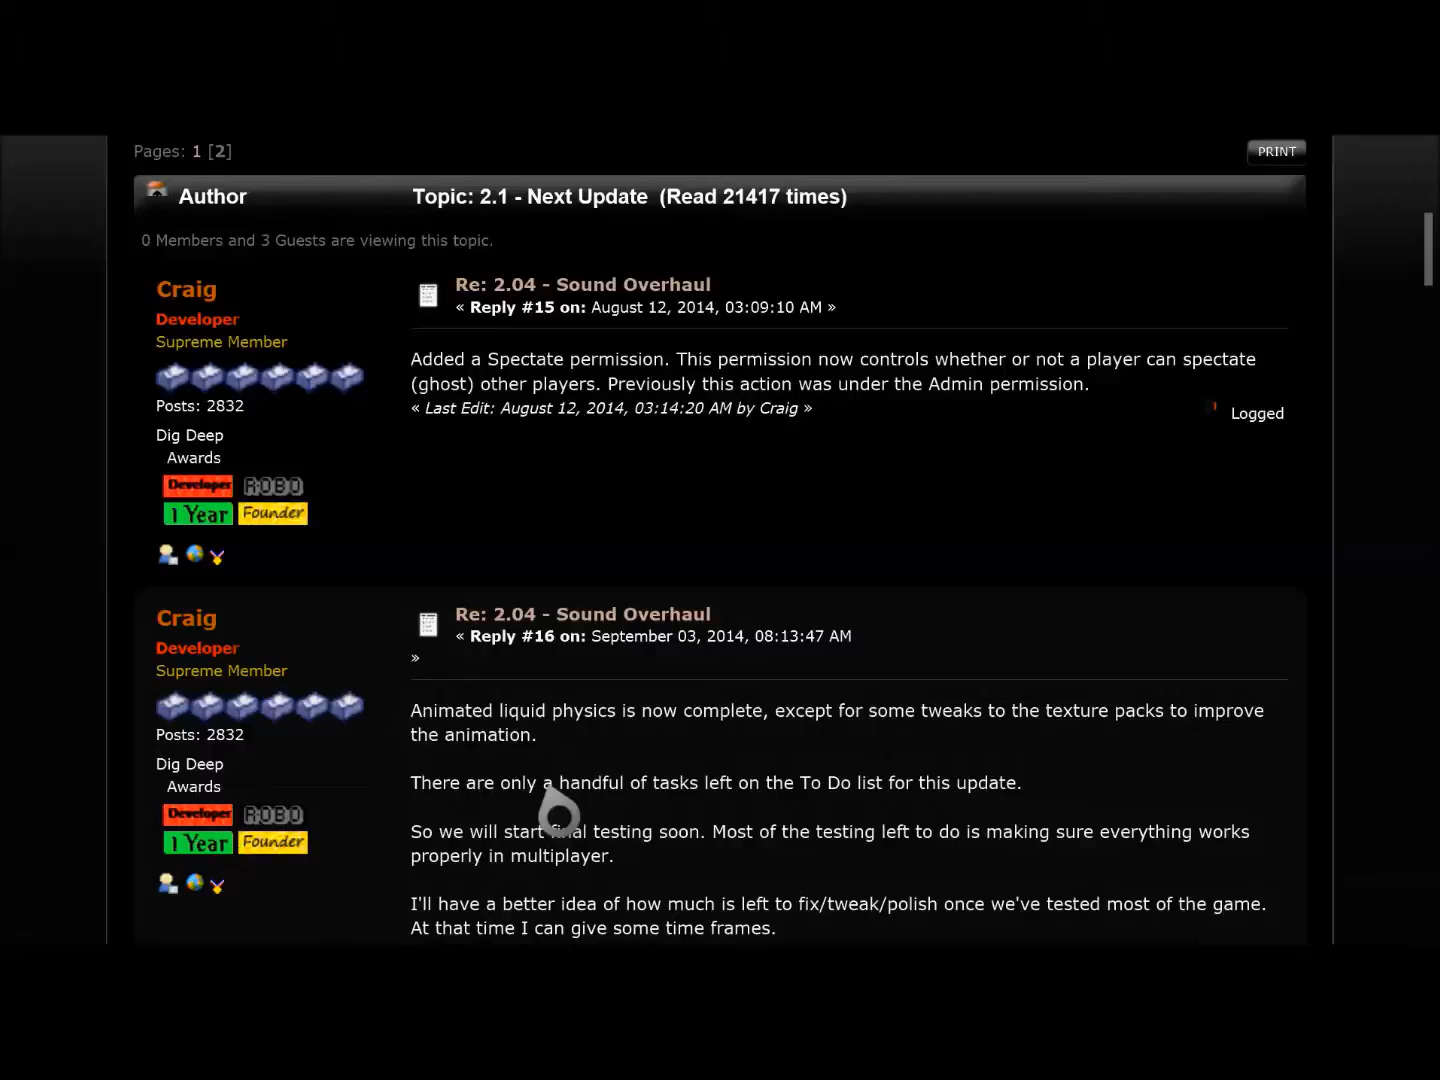 Pages: 1 [2]
PRINT
Author
Topic: 2.1 - Next Update  (Read 21417 times)
0 Members and 3 Guests are viewing this topic.
Craig
Developer
Supreme Member
Posts: 2832
Dig Deep
Awards
Developer ROBO
1 Year Founder
Re: 2.04 - Sound Overhaul
« Reply #15 on: August 12, 2014, 03:09:10 AM »
Added a Spectate permission. This permission now controls whether or not a player can spectate
(ghost) other players. Previously this action was under the Admin permission.
« Last Edit: August 12, 2014, 03:14:20 AM by Craig »
Logged
Craig
Developer
Supreme Member
Posts: 2832
Dig Deep
Awards
Developer ROBO
1 Year Founder
Re: 2.04 - Sound Overhaul
« Reply #16 on: September 03, 2014, 08:13:47 AM
»
Animated liquid physics is now complete, except for some tweaks to the texture packs to improve
the animation.
There are only a handful of tasks left on the To Do list for this update.
So we will start final testing soon. Most of the testing left to do is making sure everything works
properly in multiplayer.
I'll have a better idea of how much is left to fix/tweak/polish once we've tested most of the game.
At that time I can give some time frames.